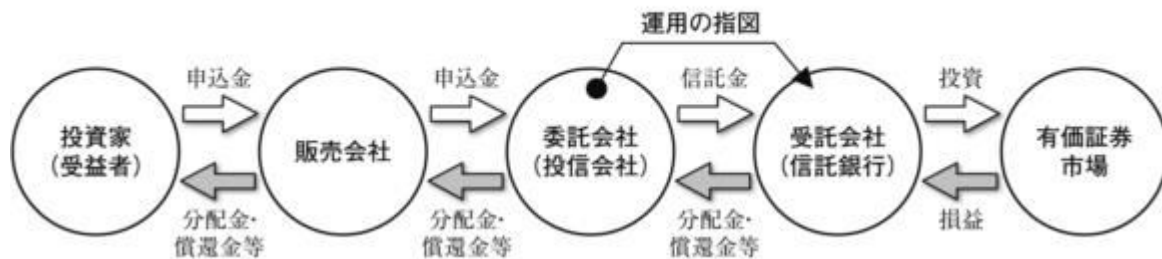 運用の指図
申込金
申込金
信託金
投資
投資家
(受益者)
販売会社
委託会社
(投信会社)
受託会社
(信託銀行)
有価証券
市場
分配金・
償還金等
分配金・
償還金等
分配金・
償還金等
損益